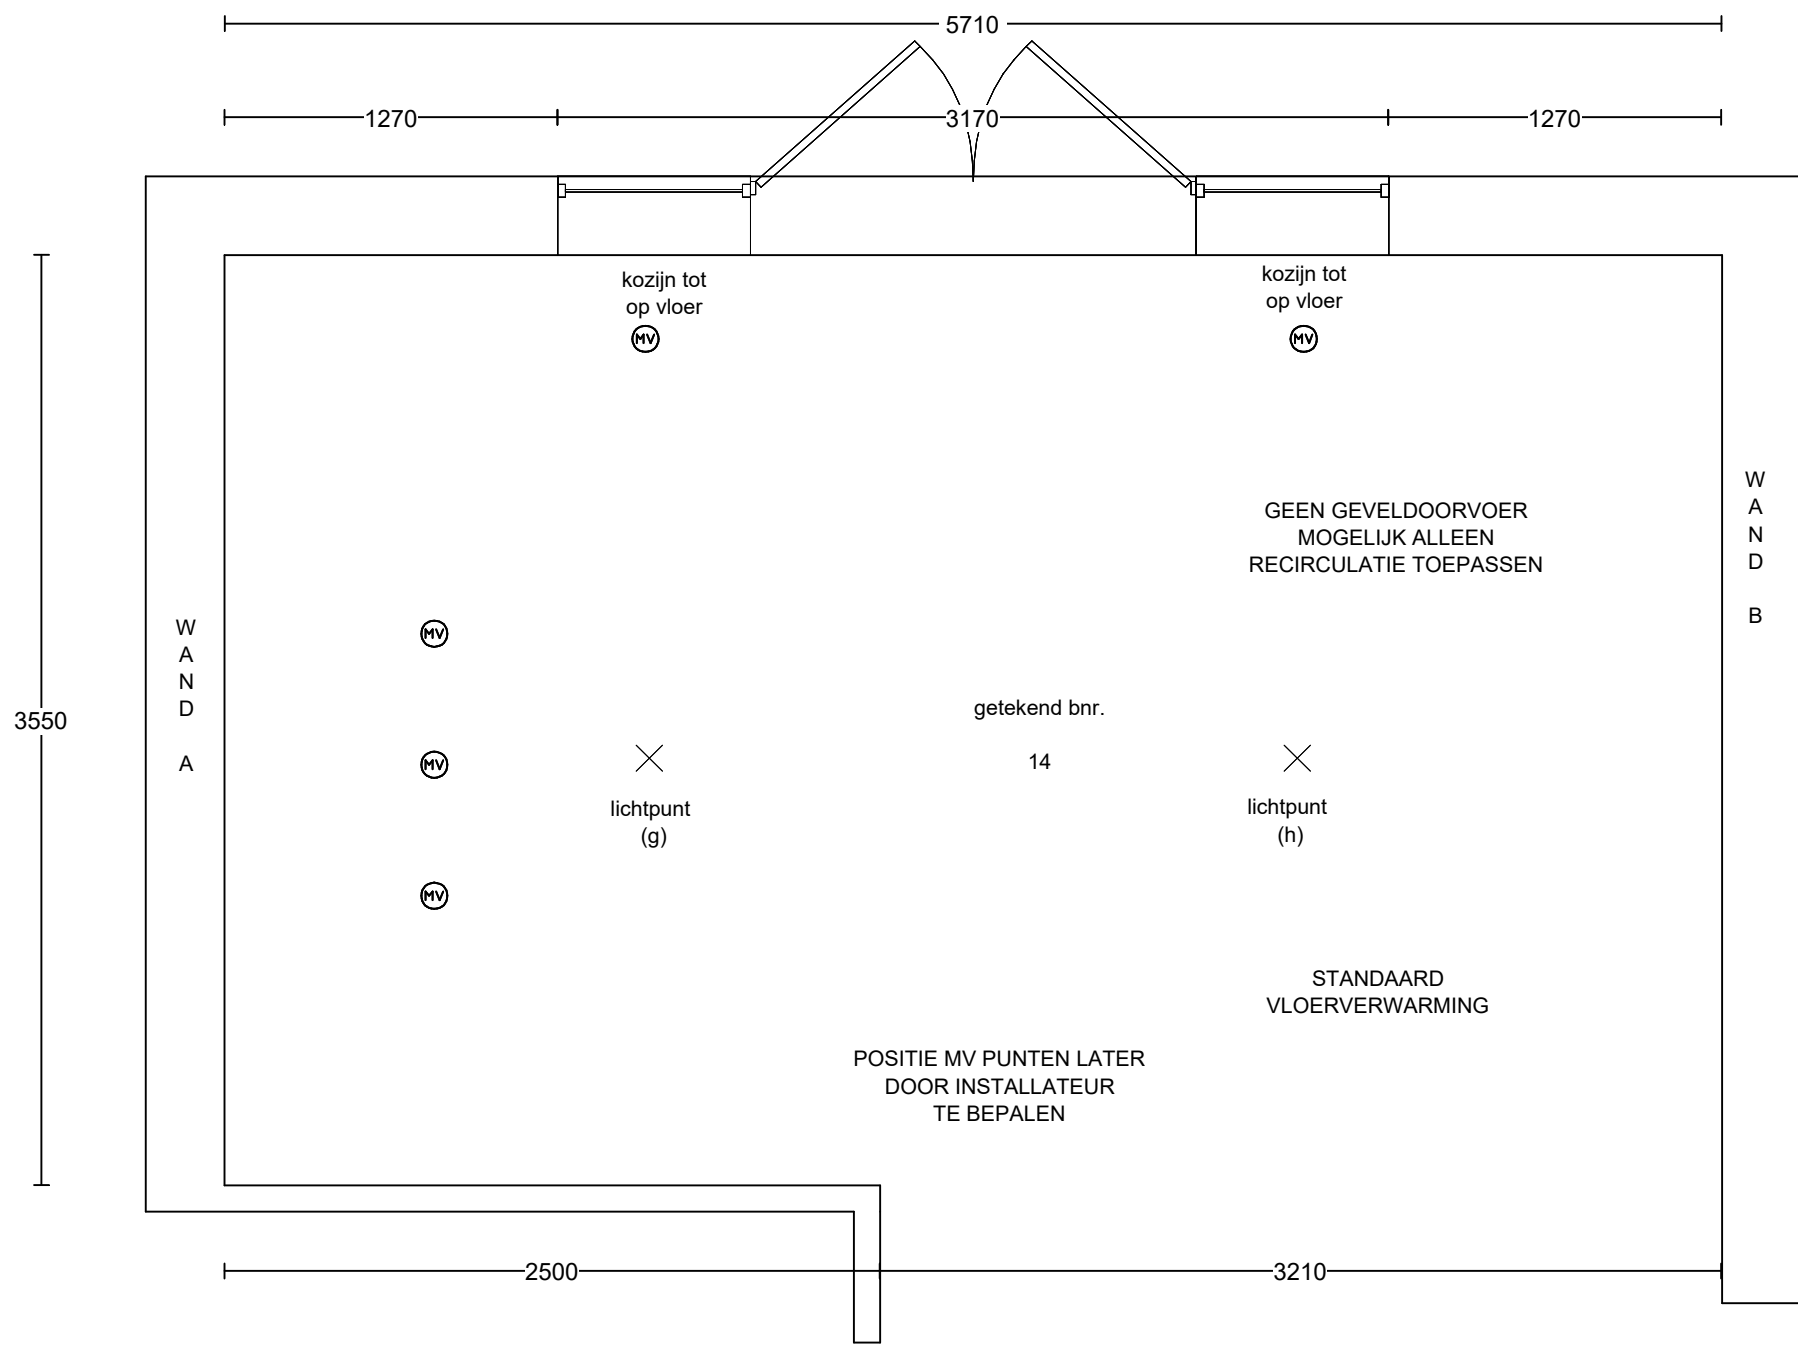 5710
1270
3170
1270
kozijn tot
op vloer
MV
kozijn tot
op vloer
MV
3550
W
A
N
D
A
W
A
N
D
B
GEEN GEVELDOORVOER
MOGELIJK ALLEEN
RECIRCULATIE TOEPASSEN
MV
MV
MV
getekend bnr.
14
lichtpunt
(g)
lichtpunt
(h)
STANDAARD
VLOERVERWARMING
POSITIE MV PUNTEN LATER
DOOR INSTALLATEUR
TE BEPALEN
2500
3210